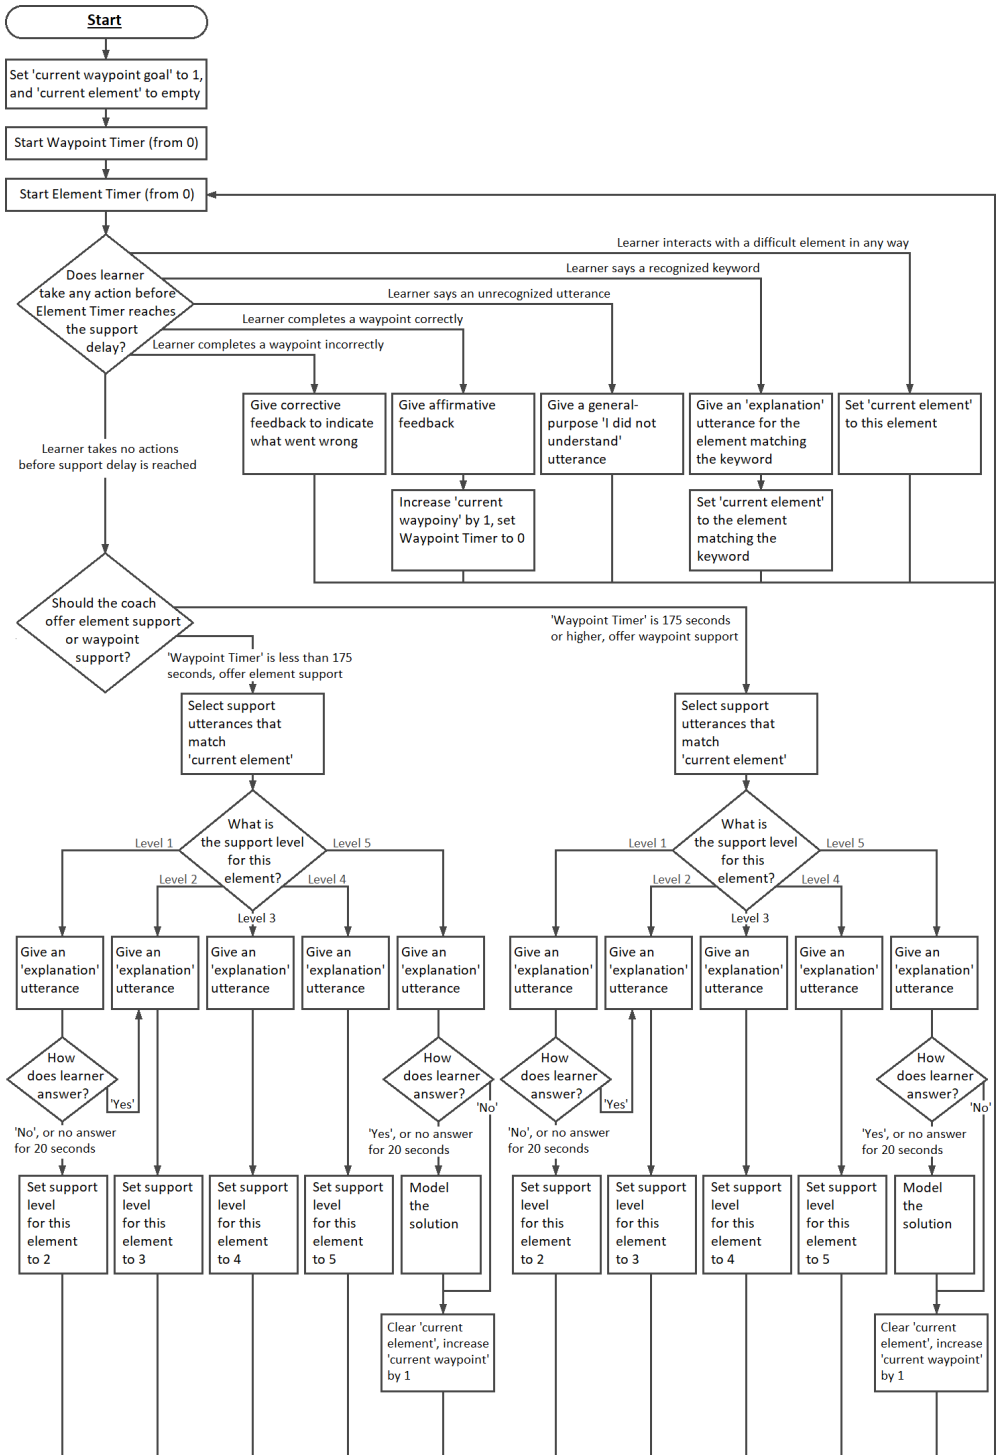 Start
Set 'current waypoint goal' to 1,
and 'current element' to empty
Start Waypoint Timer (from 0)
Start Element Timer (from 0)
Does learner
take any action before
Element Timer reaches
the support
delay?
Learner interacts with a difficult element in any way
Learner says a recognized keyword
Learner says an unrecognized utterance
Learner completes a waypoint correctly
Learner completes a waypoint incorrectly
Give corrective
feedback to indicate
what went wrong
Give affirmative
feedback
Give a general-
purpose 'I did not
understand'
utterance
Give an 'explanation'
utterance for the
element matching
the keyword
Set 'current element'
to this element
Learner takes no actions
before support delay is reached
Increase 'current
waypoiny' by 1, set
Waypoint Timer to 0
Set 'current element'
to the element
matching the
keyword
Should the coach
offer element support
or waypoint
support?
'Waypoint Timer' is less than 175
seconds, offer element support
'Waypoint Timer' is 175 seconds
or higher, offer waypoint support
Select support
utterances that
match
'current element'
Select support
utterances that
match
'current element'
What is
the support level
for this
element?
Level 1
Level 2
Level 3
Level 4
Level 5
What is
the support level
for this
element?
Level 1
Level 2
Level 3
Level 4
Level 5
Give an
'explanation'
utterance
Give an
'explanation'
utterance
Give an
'explanation'
utterance
Give an
'explanation'
utterance
Give an
'explanation'
utterance
Give an
'explanation'
utterance
Give an
'explanation'
utterance
Give an
'explanation'
utterance
Give an
'explanation'
utterance
Give an
'explanation'
utterance
How
does learner
answer?
'Yes'
'No', or no answer
for 20 seconds
How
does learner
answer?
'No'
'Yes', or no answer
for 20 seconds
How
does learner
answer?
'Yes'
'No', or no answer
for 20 seconds
How
does learner
answer?
'No'
'Yes', or no answer
for 20 seconds
Set support
level
for this
element
to 2
Set support
level
for this
element
to 3
Set support
level
for this
element
to 4
Set support
level
for this
element
to 5
Model
the
solution
Set support
level
for this
element
to 2
Set support
level
for this
element
to 3
Set support
level
for this
element
to 4
Set support
level
for this
element
to 5
Model
the
solution
Clear 'current
element', increase
'current waypoint'
by 1
Clear 'current
element', increase
'current waypoint'
by 1